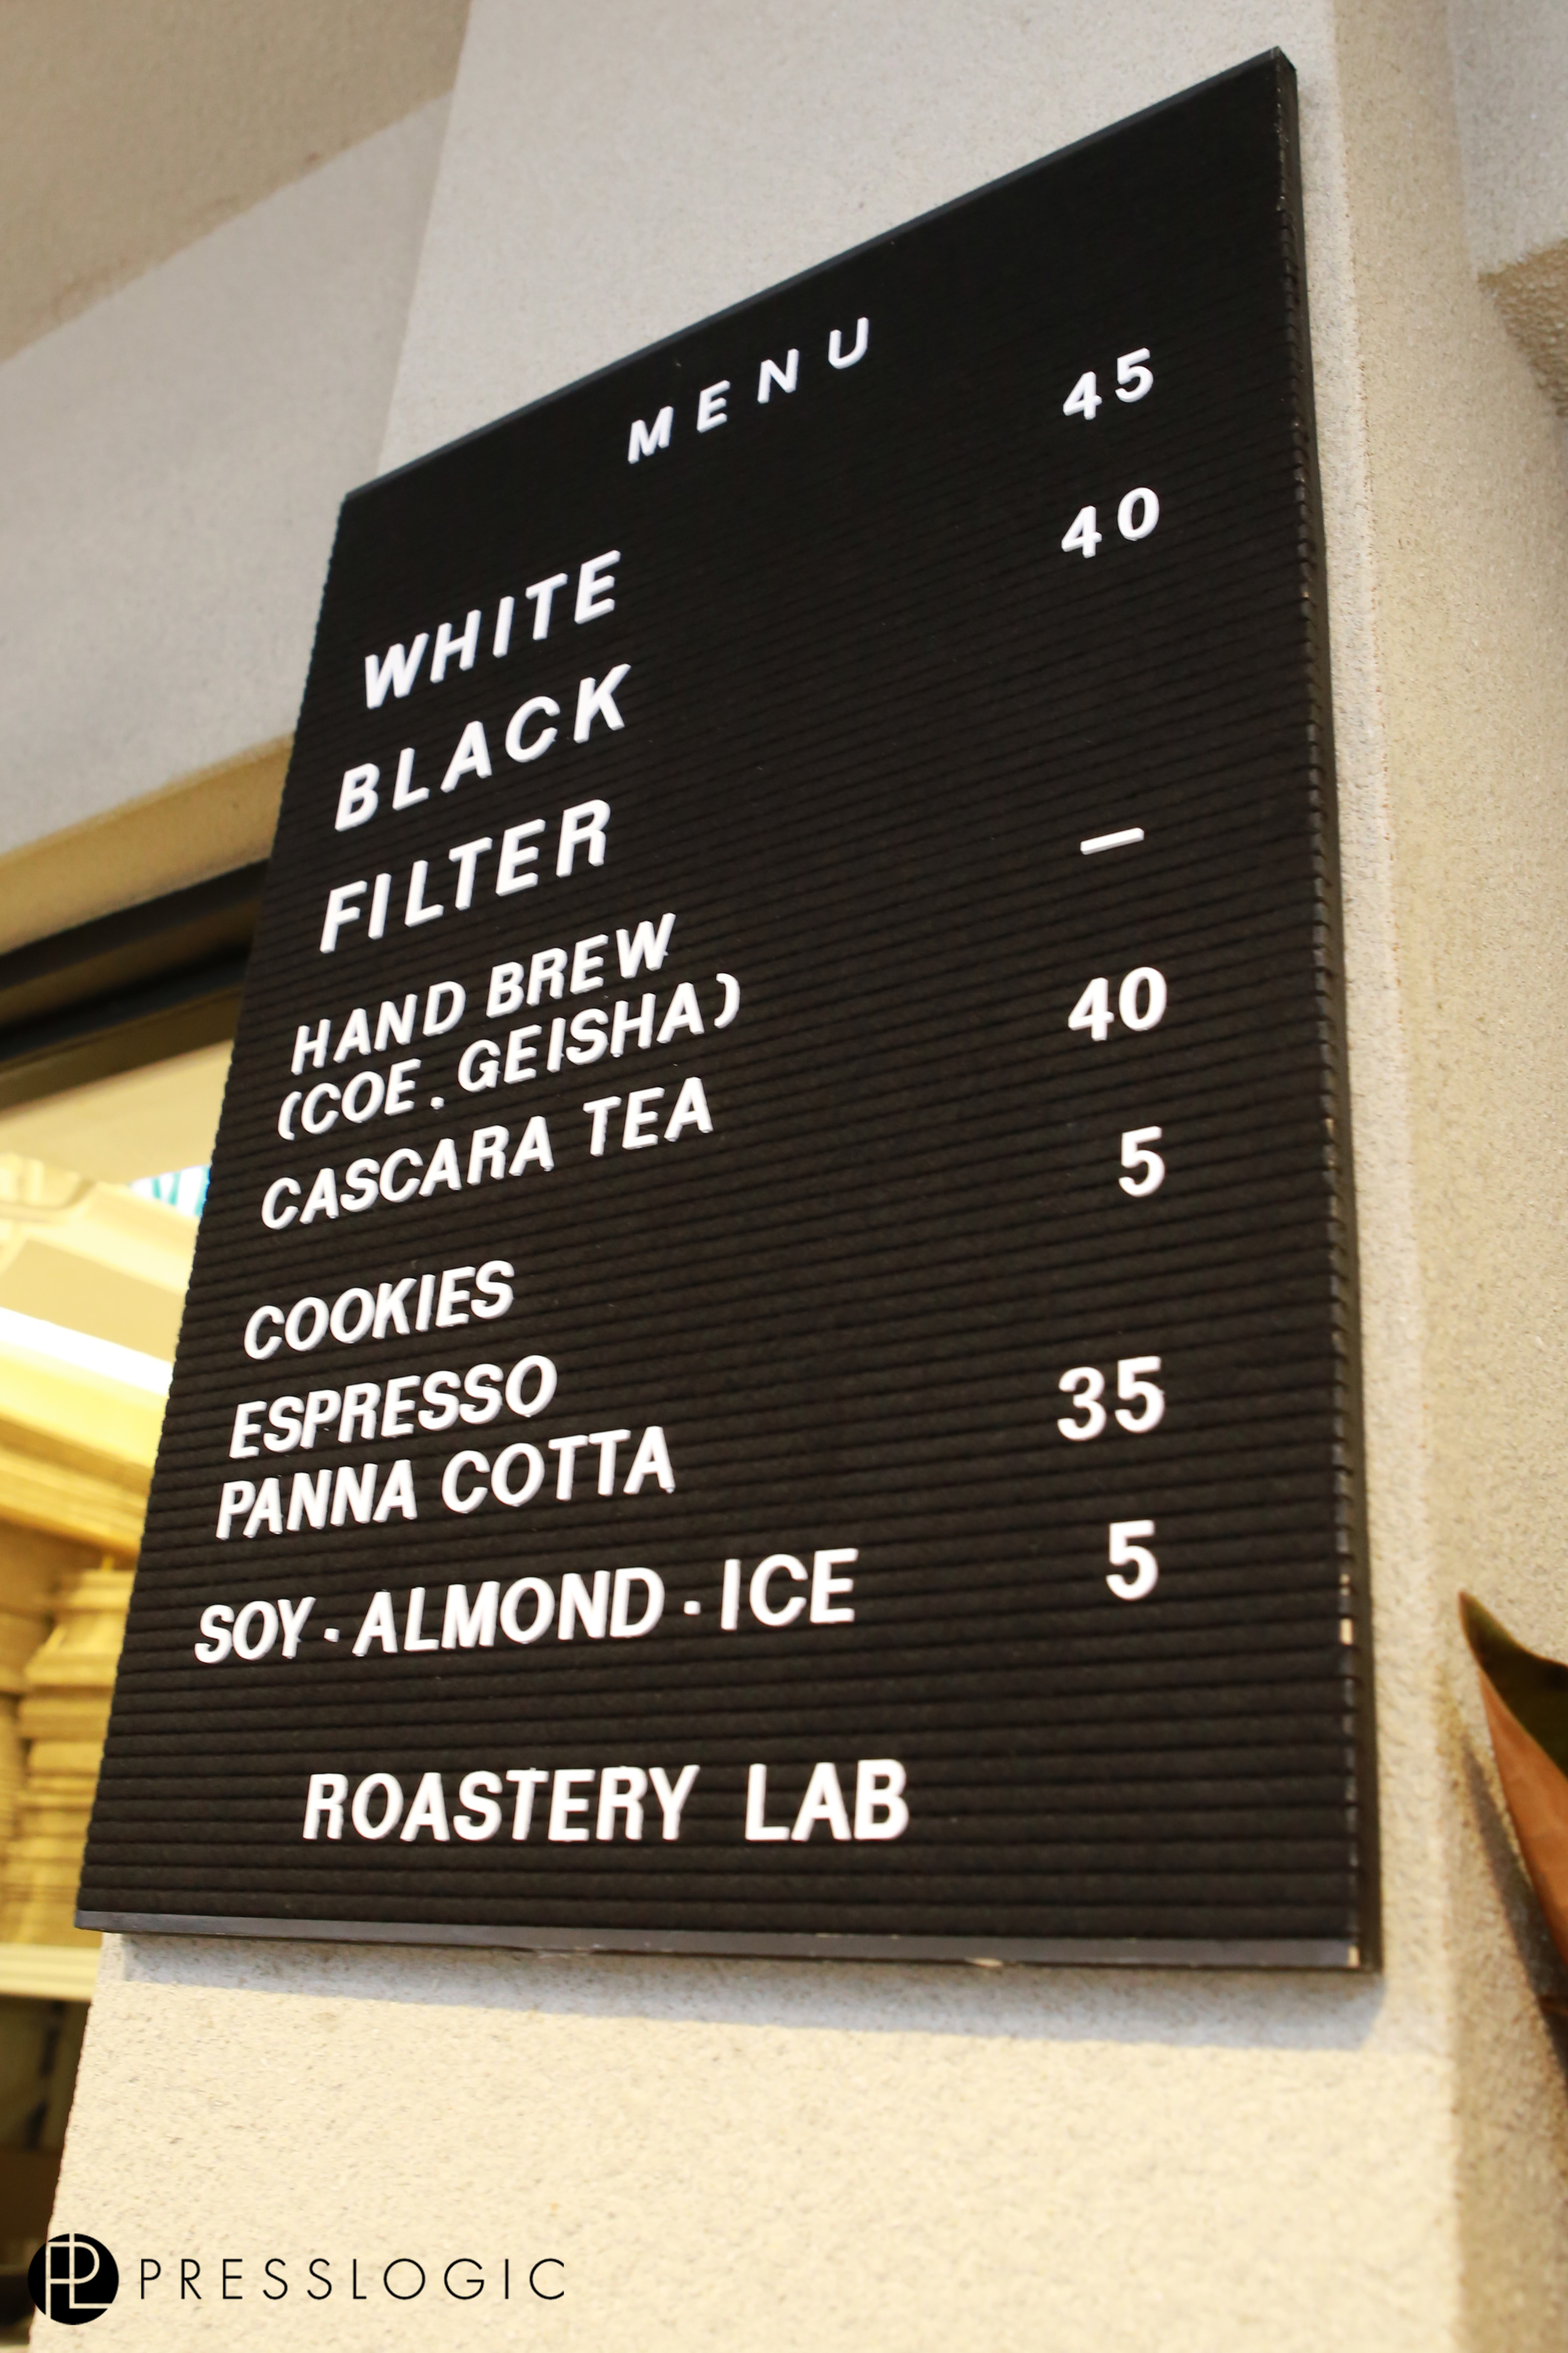 MENU
WHITE 45
BLACK 40
FILTER
HAND BREW —
(COE . GEISHA)
CASCARA TEA 40
COOKIES 5
ESPRESSO
PANNA COTTA 35
SOY · ALMOND · ICE 5
ROASTERY LAB
PL PRESSLOGIC